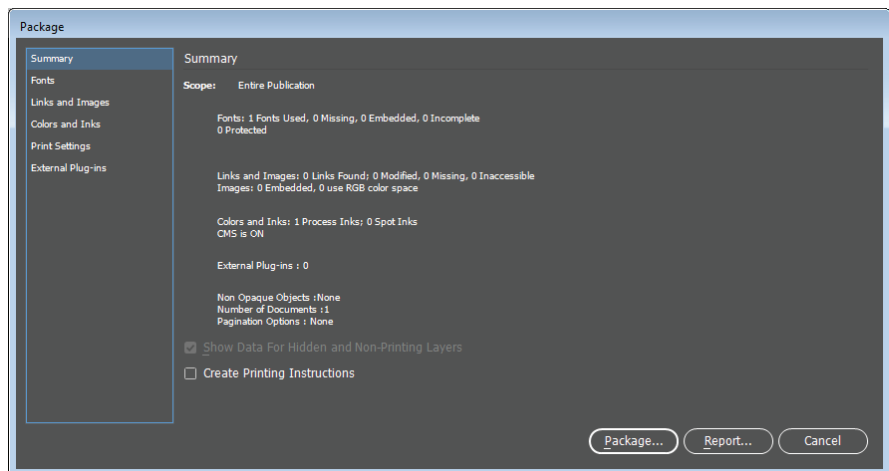 Package
Summary
Fonts
Links and Images
Colors and Inks
Print Settings
External Plug-ins
Summary
Scope: Entire Publication
Fonts: 1 Fonts Used, 0 Missing, 0 Embedded, 0 Incomplete
0 Protected
Links and Images: 0 Links Found; 0 Modified, 0 Missing, 0 Inaccessible
Images: 0 Embedded, 0 use RGB color space
Colors and Inks: 1 Process Inks; 0 Spot Inks
CMS is ON
External Plug-ins : 0
Non Opaque Objects :None
Number of Documents :1
Pagination Options : None
Show Data For Hidden and Non-Printing Layers
Create Printing Instructions
Package... Report... Cancel